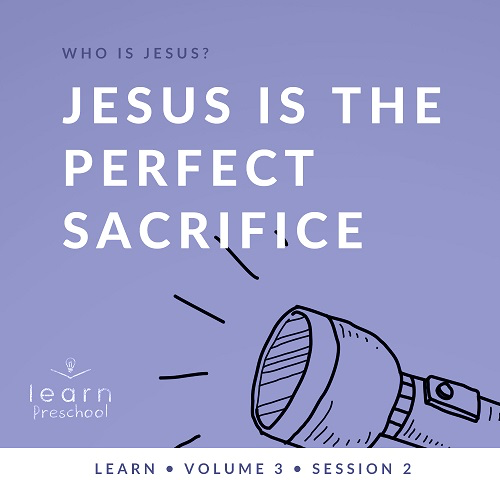 WHO IS JESUS?
JESUS IS THE
PERFECT
SACRIFICE
learn
Preschool
LEARN • VOLUME 3 • SESSION 2